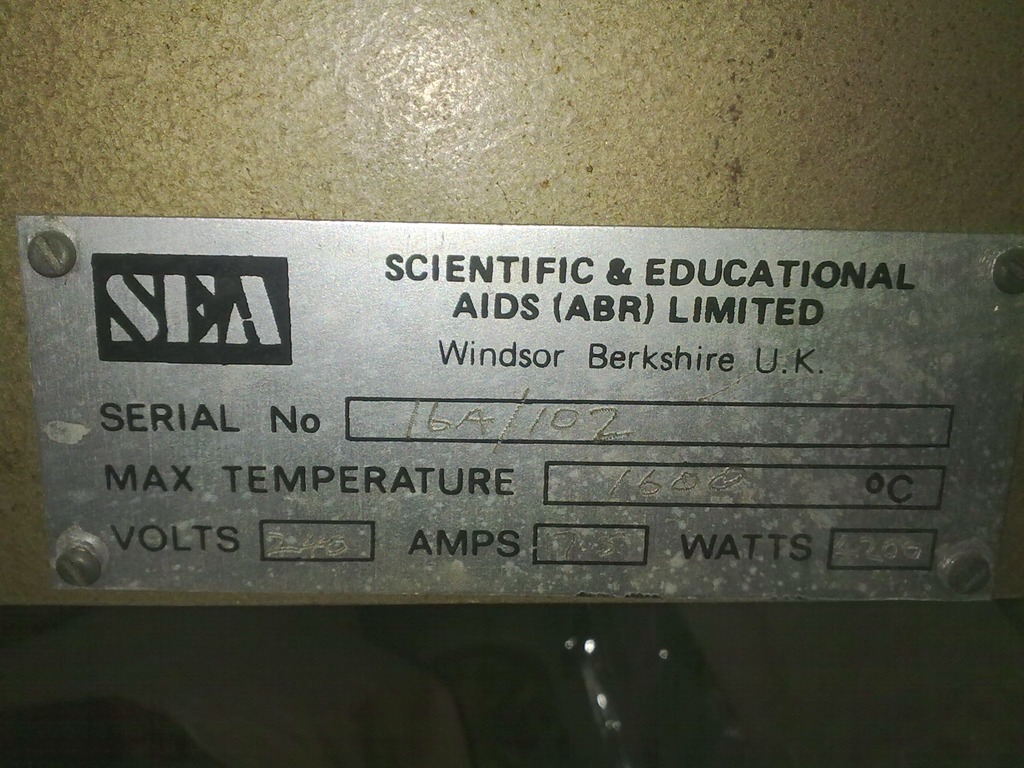 SEA
SCIENTIFIC & EDUCATIONAL
AIDS (ABR) LIMITED
Windsor Berkshire U.K.
SERIAL No 16A/102
MAX TEMPERATURE 1600 °C
VOLTS 240 AMPS WATTS